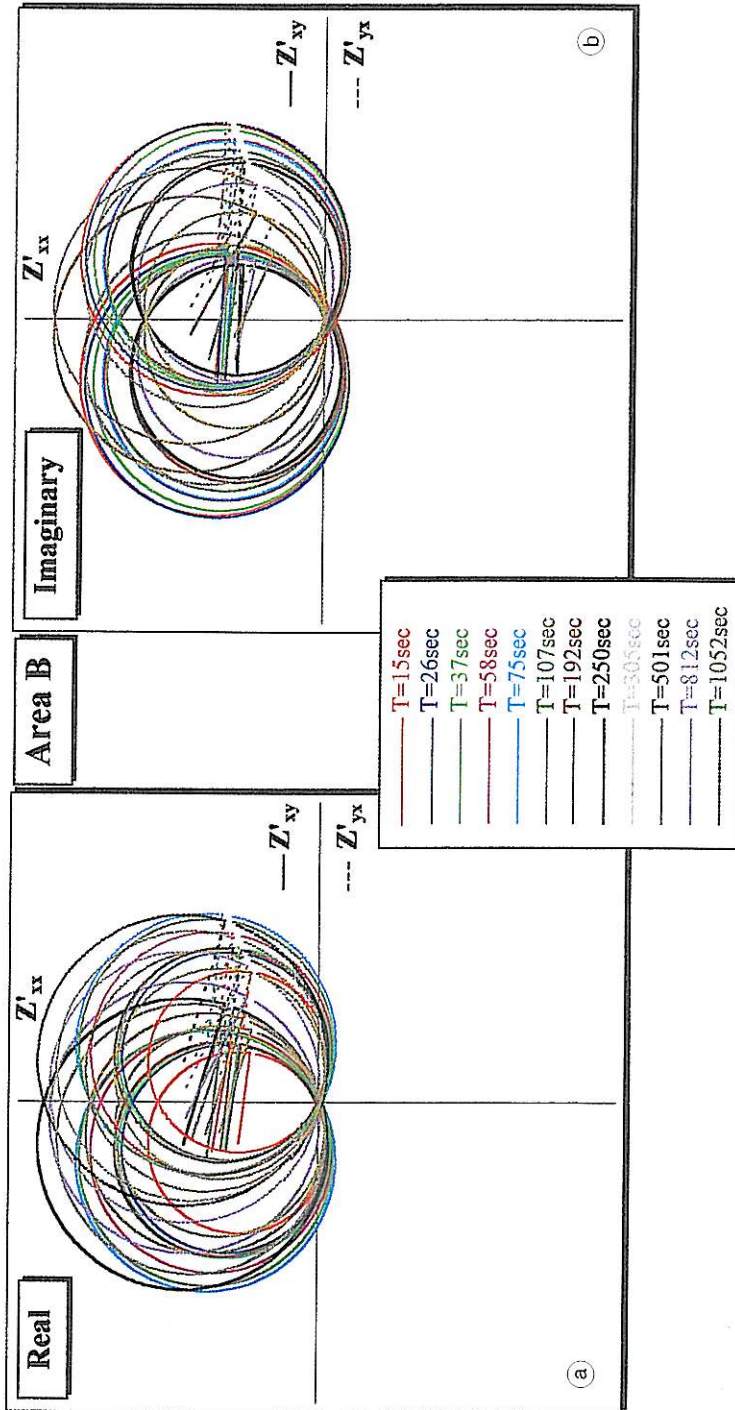 Area B
Real
Z'xx
Z'xy
Z'yx
a
Imaginary
Z'xx
Z'xy
Z'yx
b
T=15sec
T=26sec
T=37sec
T=58sec
T=75sec
T=107sec
T=192sec
T=250sec
T=305sec
T=501sec
T=812sec
T=1052sec